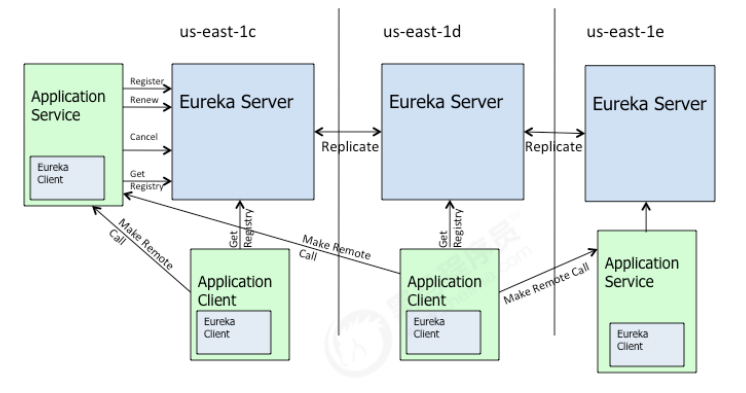 us-east-1c
us-east-1d
us-east-1e
Application
Service
Eureka
Client
Register
Renew
Cancel
Get
Registry
Eureka Server
Replicate
Eureka Server
Replicate
Eureka Server
Make Remote
Call
Get
Registry
Make Remote
Call
Get
Registry
Make Remote Call
Application
Client
Eureka
Client
Application
Client
Eureka
Client
Application
Service
Eureka
Client